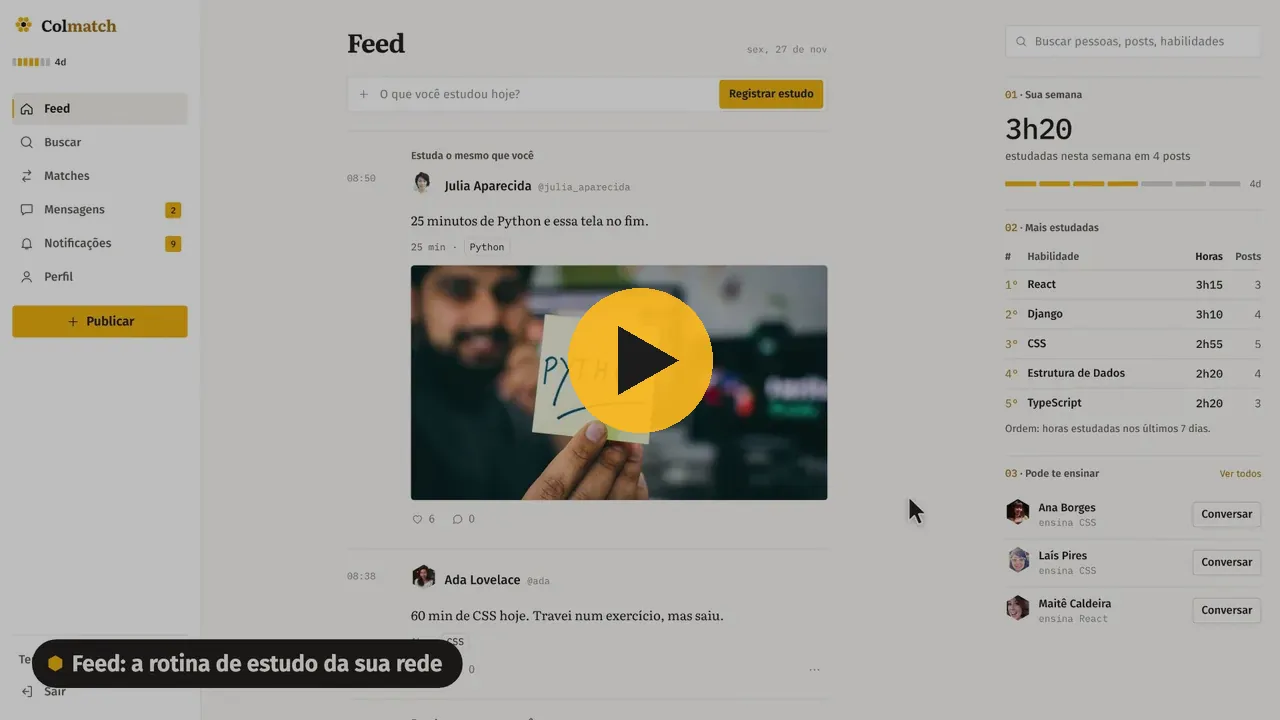 Colmatch
4d
Feed
Buscar
Matches
Mensagens 2
Notificações 9
Perfil
+ Publicar
Sair
Feed
sex, 27 de nov
+ O que você estudou hoje?
Registrar estudo
Estuda o mesmo que você
08:50
Julia Aparecida @julia_aparecida
25 minutos de Python e essa tela no fim.
25 min · Python
6 0
08:38
Ada Lovelace @ada
60 min de CSS hoje. Travei num exercício, mas saiu.
CSS
0
...
Feed: a rotina de estudo da sua rede
Buscar pessoas, posts, habilidades
01 · Sua semana
3h20
estudadas nesta semana em 4 posts
4d
02 · Mais estudadas
# Habilidade Horas Posts
1º React 3h15 3
2º Django 3h10 4
3º CSS 2h55 5
4º Estrutura de Dados 2h20 4
5º TypeScript 2h20 3
Ordem: horas estudadas nos últimos 7 dias.
03 · Pode te ensinar
Ver todos
Ana Borges
ensina CSS
Conversar
Laís Pires
ensina CSS
Conversar
Maitê Caldeira
ensina React
Conversar